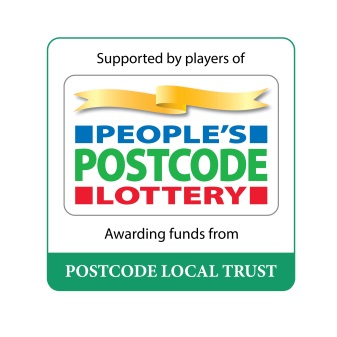 Supported by players of
PEOPLE'S
POSTCODE
LOTTERY
Awarding funds from
POSTCODE LOCAL TRUST